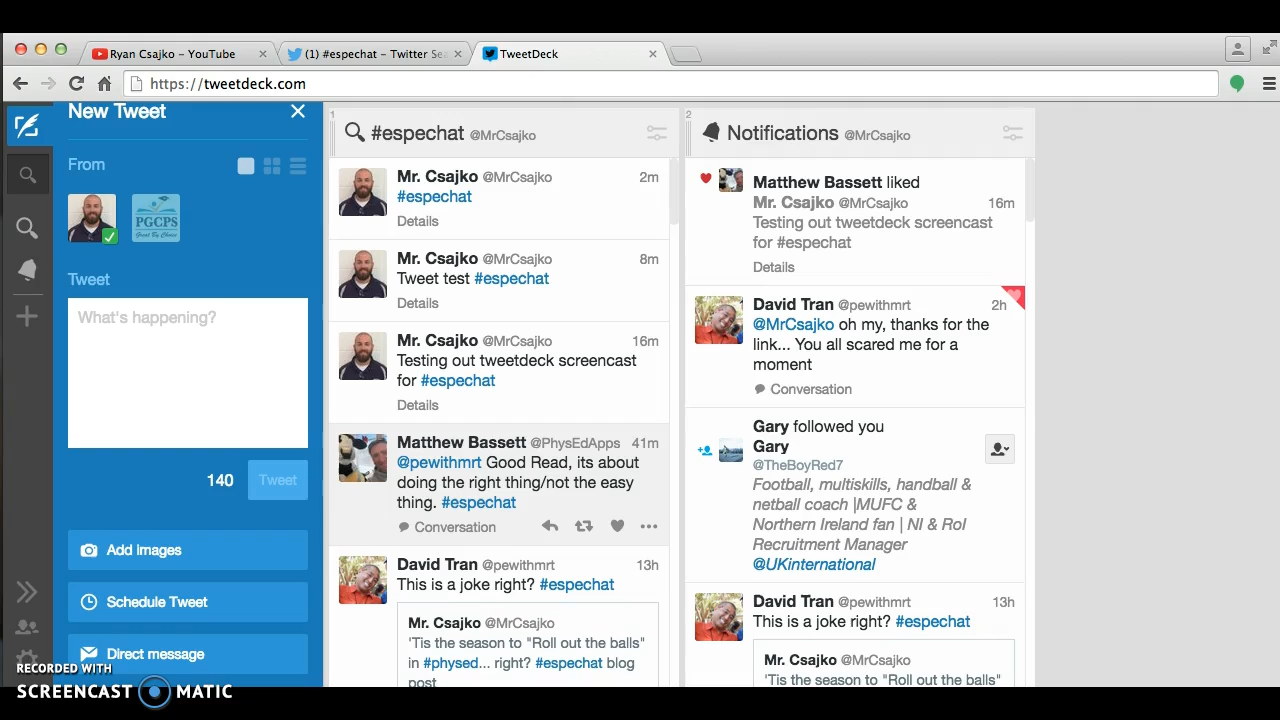 Ryan Csajko - YouTube
(1) #espechat - Twitter Sea
TweetDeck
https://tweetdeck.com
New Tweet
From
PGCPS
Great By Choice
Tweet
What's happening?
140
Tweet
Add images
Schedule Tweet
Direct message
RECORDED WITH
SCREENCAST MATIC
1
#espechat @MrCsajko
Mr. Csajko @MrCsajko 2m
#espechat
Details
Mr. Csajko @MrCsajko 8m
Tweet test #espechat
Details
Mr. Csajko @MrCsajko 16m
Testing out tweetdeck screencast
for #espechat
Details
Matthew Bassett @PhysEdApps 41m
@pewithmrt Good Read, its about
doing the right thing/not the easy
thing. #espechat
Conversation
David Tran @pewithmrt 13h
This is a joke right? #espechat
Mr. Csajko @MrCsajko
'Tis the season to "Roll out the balls"
in #physed... right? #espechat blog
post
2
Notifications @MrCsajko
Matthew Bassett liked
Mr. Csajko @MrCsajko 16m
Testing out tweetdeck screencast
for #espechat
Details
David Tran @pewithmrt 2h
@MrCsajko oh my, thanks for the
link... You all scared me for a
moment
Conversation
Gary followed you
Gary
@TheBoyRed7
Football, multiskills, handball &
netball coach |MUFC &
Northern Ireland fan | NI & RoI
Recruitment Manager
@UKinternational
David Tran @pewithmrt 13h
This is a joke right? #espechat
Mr. Csajko @MrCsajko
'Tis the season to "Roll out the balls"